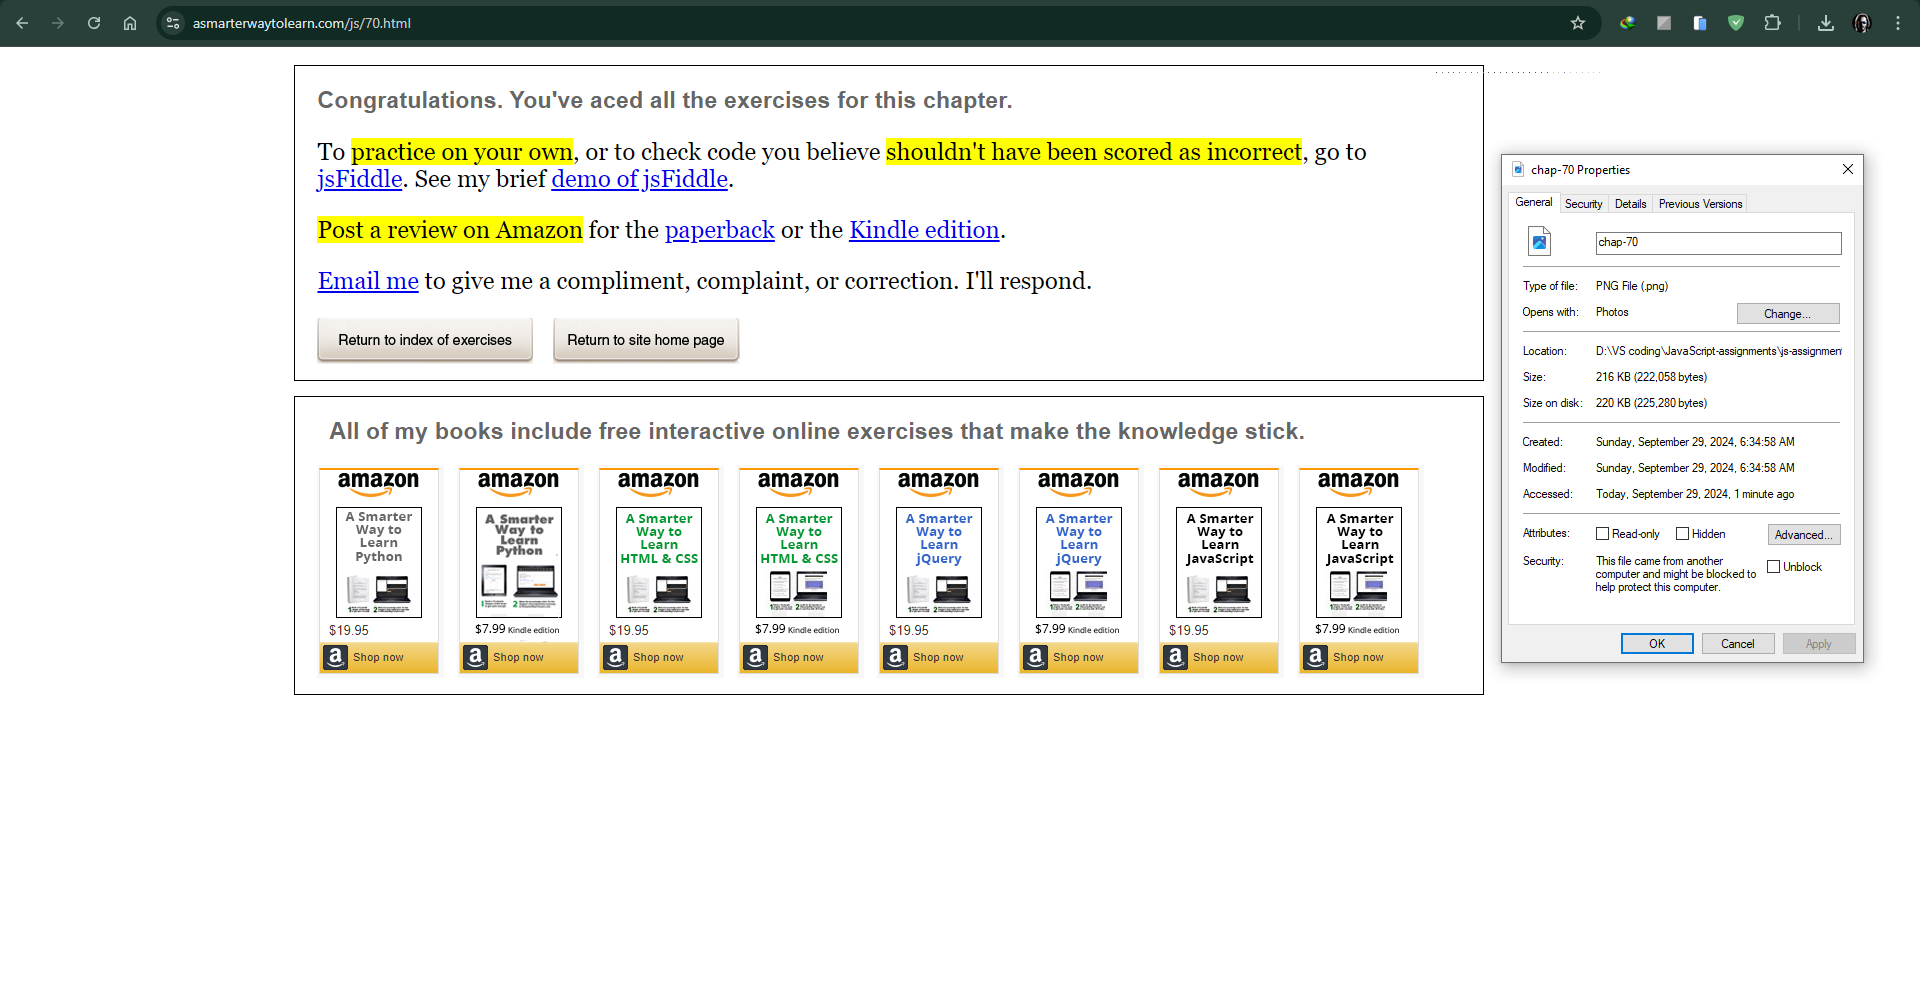 asmarterwaytolearn.com/js/70.html
Congratulations. You've aced all the exercises for this chapter.
To practice on your own, or to check code you believe shouldn't have been scored as incorrect, go to
jsFiddle. See my brief demo of jsFiddle.
Post a review on Amazon for the paperback or the Kindle edition.
Email me to give me a compliment, complaint, or correction. I'll respond.
Return to index of exercises
Return to site home page
All of my books include free interactive online exercises that make the knowledge stick.
amazon
A Smarter
Way to
Learn
Python
$19.95
a Shop now
amazon
A Smarter
Way to
Learn
Python
$7.99 Kindle edition
a Shop now
amazon
A Smarter
Way to
Learn
HTML & CSS
$19.95
a Shop now
amazon
A Smarter
Way to
Learn
HTML & CSS
$7.99 Kindle edition
a Shop now
amazon
A Smarter
Way to
Learn
jQuery
$19.95
a Shop now
amazon
A Smarter
Way to
Learn
jQuery
$7.99 Kindle edition
a Shop now
amazon
A Smarter
Way to
Learn
JavaScript
$19.95
a Shop now
amazon
A Smarter
Way to
Learn
JavaScript
$7.99 Kindle edition
a Shop now
chap-70 Properties
General Security Details Previous Versions
chap-70
Type of file: PNG File (.png)
Opens with: Photos Change...
Location: D:\VS coding\JavaScript-assignments\js-assignmen
Size: 216 KB (222,058 bytes)
Size on disk: 220 KB (225,280 bytes)
Created: Sunday, September 29, 2024, 6:34:58 AM
Modified: Sunday, September 29, 2024, 6:34:58 AM
Accessed: Today, September 29, 2024, 1 minute ago
Attributes: Read-only Hidden Advanced...
Security: This file came from another
computer and might be blocked to
help protect this computer.
Unblock
OK Cancel Apply